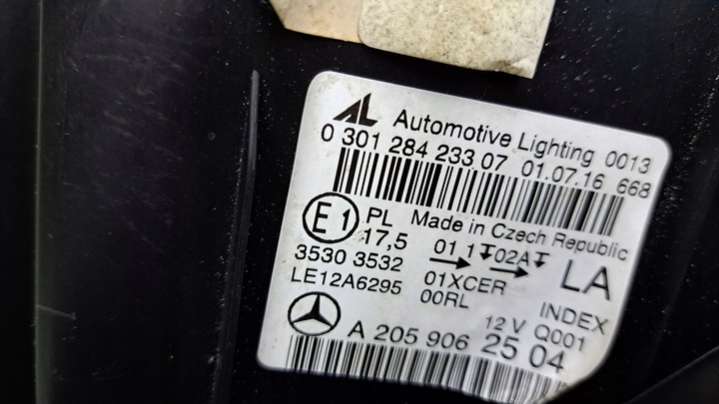 AL Automotive Lighting 0013
0 301 284 233 07 01.07.16 668
E1 PL Made in Czech Republic
17,5 01 1 02A LA
3530 3532 01XCER
LE12A6295 00RL INDEX
12 V Q001
A 205 906 25 04